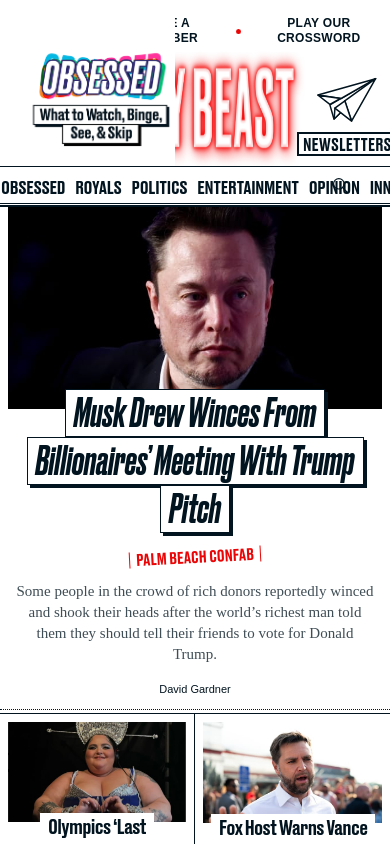 E A
BER
PLAY OUR
CROSSWORD
OBSESSED
What to Watch, Binge,
See, & Skip
Y BEAST
NEWSLETTERS
OBSESSED ROYALS POLITICS ENTERTAINMENT OPINION INN
Musk Drew Winces From
Billionaires’ Meeting With Trump
Pitch
PALM BEACH CONFAB
Some people in the crowd of rich donors reportedly winced
and shook their heads after the world’s richest man told
them they should tell their friends to vote for Donald
Trump.
David Gardner
Olympics ‘Last
Fox Host Warns Vance